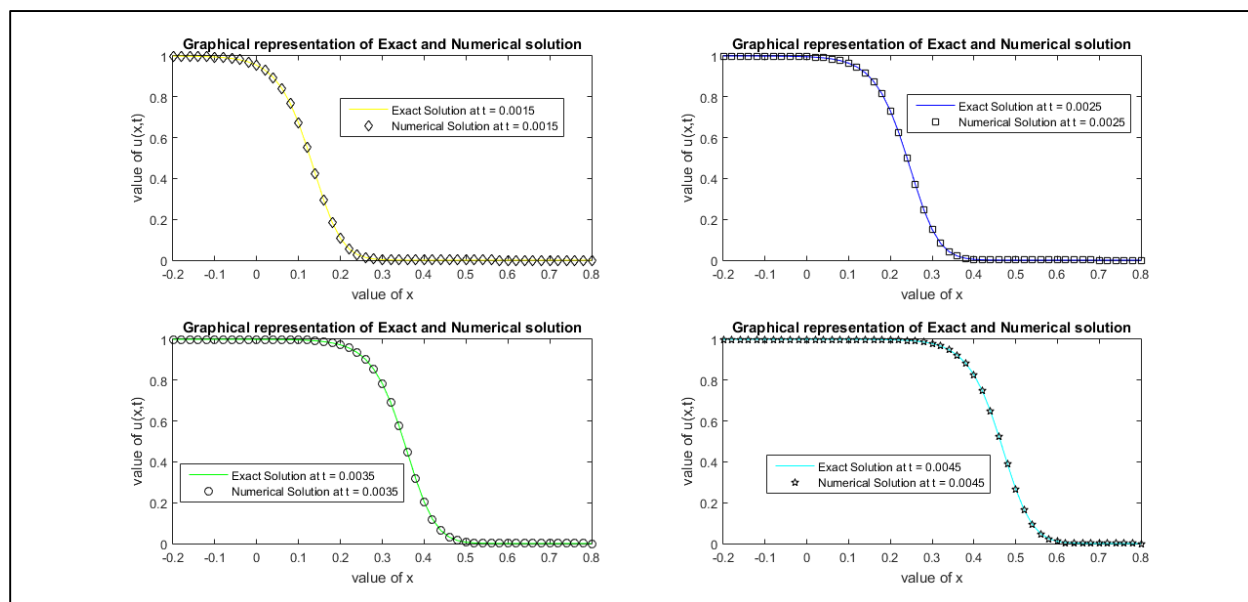 Graphical representation of Exact and Numerical solution
value of u(x,t)
1
0.8
0.6
0.4
0.2
0
Exact Solution at t = 0.0015
Numerical Solution at t = 0.0015
-0.2 -0.1 0 0.1 0.2 0.3 0.4 0.5 0.6 0.7 0.8
value of x
Graphical representation of Exact and Numerical solution
value of u(x,t)
1
0.8
0.6
0.4
0.2
0
Exact Solution at t = 0.0025
Numerical Solution at t = 0.0025
-0.2 -0.1 0 0.1 0.2 0.3 0.4 0.5 0.6 0.7 0.8
value of x
Graphical representation of Exact and Numerical solution
value of u(x,t)
1
0.8
0.6
0.4
0.2
0
Exact Solution at t = 0.0035
Numerical Solution at t = 0.0035
-0.2 -0.1 0 0.1 0.2 0.3 0.4 0.5 0.6 0.7 0.8
value of x
Graphical representation of Exact and Numerical solution
value of u(x,t)
1
0.8
0.6
0.4
0.2
0
Exact Solution at t = 0.0045
Numerical Solution at t = 0.0045
-0.2 -0.1 0 0.1 0.2 0.3 0.4 0.5 0.6 0.7 0.8
value of x